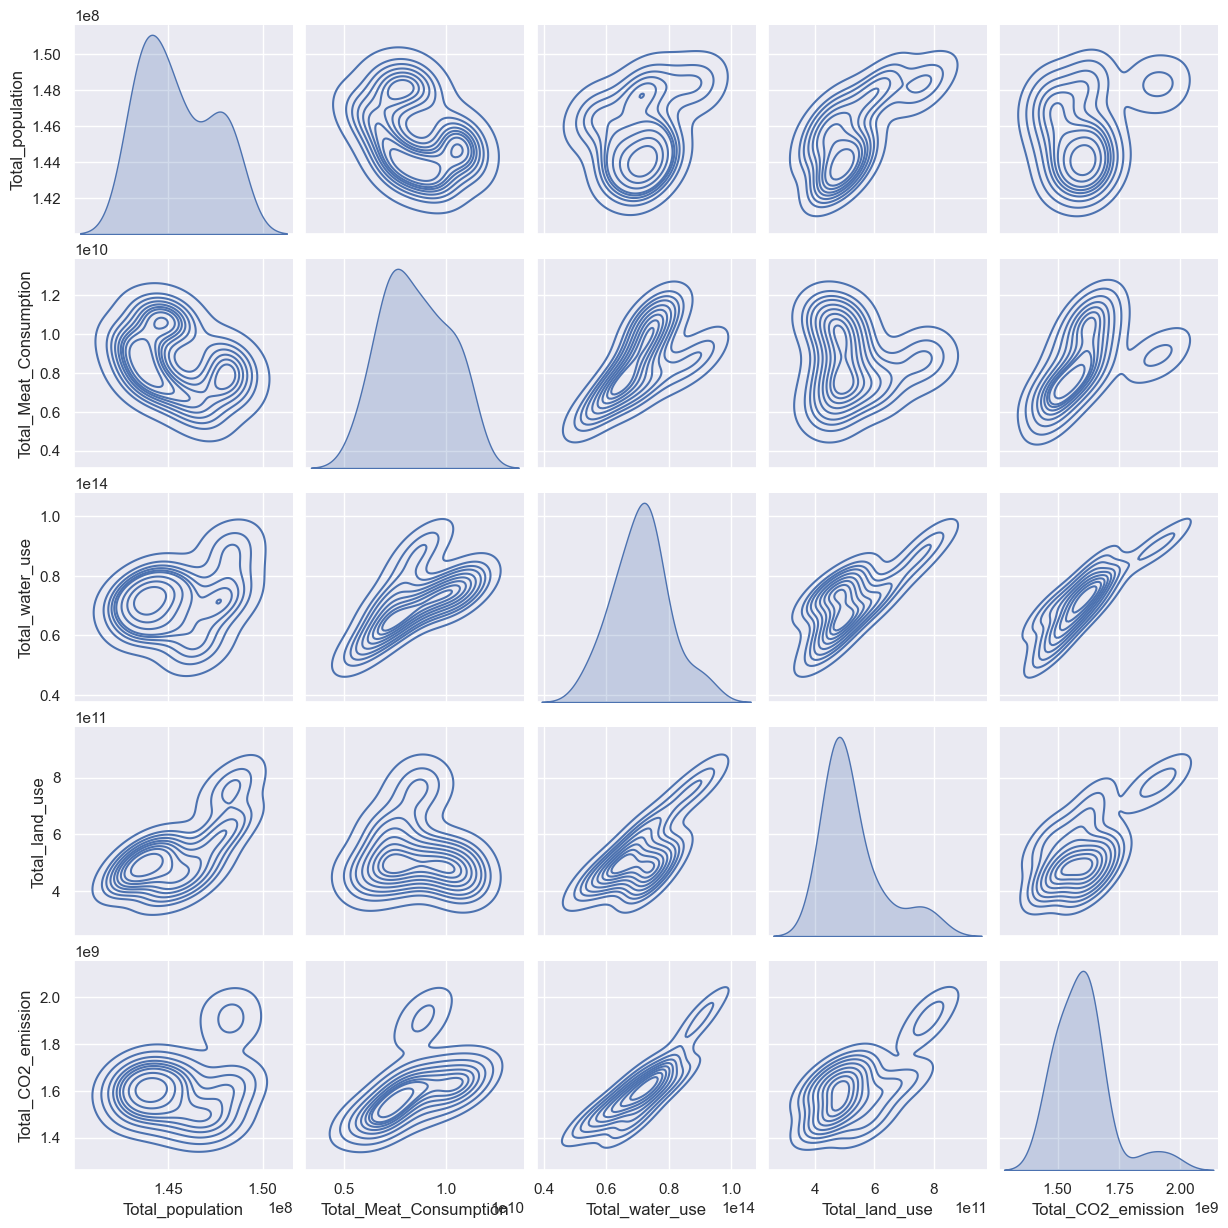 1e8
1.50
1.48
1.46
1.44
1.42
Total_population
1e10
1.2
1.0
0.8
0.6
0.4
Total_Meat_Consumption
1e14
1.0
0.8
0.6
0.4
Total_water_use
1e11
8
6
4
Total_land_use
1e9
2.0
1.8
1.6
1.4
Total_CO2_emission
1.45 1.50 0.5 1.0 0.4 0.6 0.8 1.0 4 6 8 1.50 1.75 2.00
1e8 1e10 1e14 1e11 1e9
Total_population Total_Meat_Consumption Total_water_use Total_land_use Total_CO2_emission